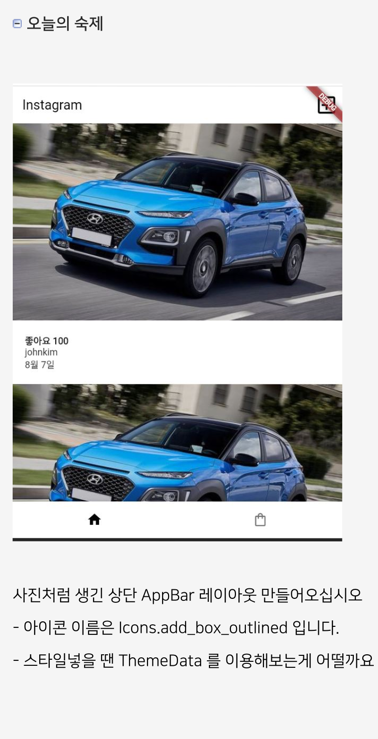 오늘의 숙제
Instagram
DEBUG
좋아요 100
johnkim
8월 7일
사진처럼 생긴 상단 AppBar 레이아웃 만들어오십시오
- 아이콘 이름은 Icons.add_box_outlined 입니다.
- 스타일넣을 땐 ThemeData 를 이용해보는게 어떨까요